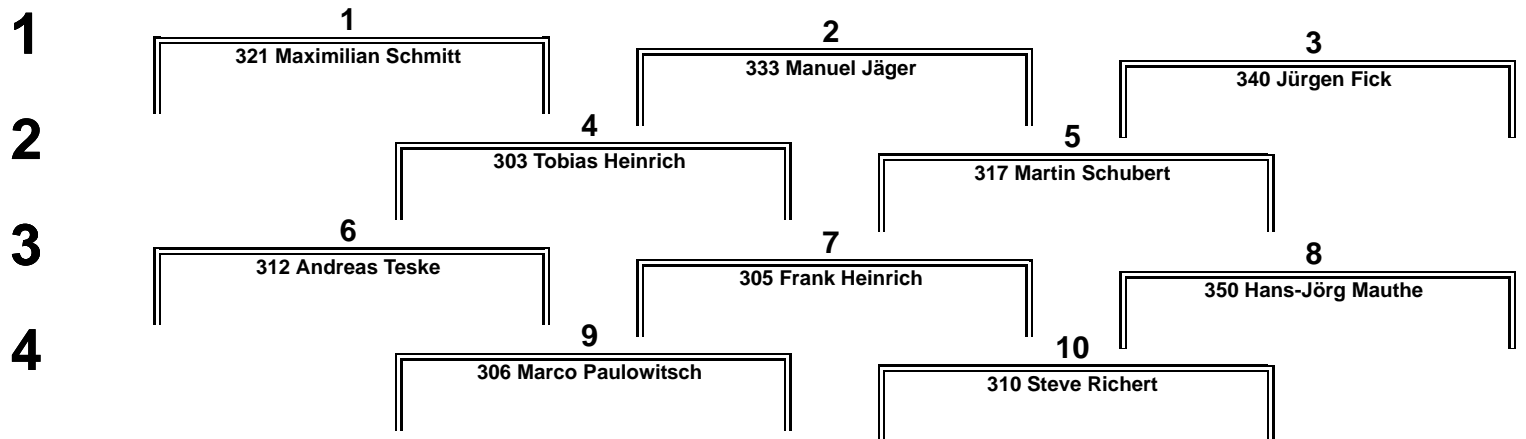 1
1
2
3
321 Maximilian Schmitt
333 Manuel Jäger
340 Jürgen Fick
2
4
5
303 Tobias Heinrich
317 Martin Schubert
3
6
7
8
312 Andreas Teske
305 Frank Heinrich
350 Hans-Jörg Mauthe
4
9
10
306 Marco Paulowitsch
310 Steve Richert